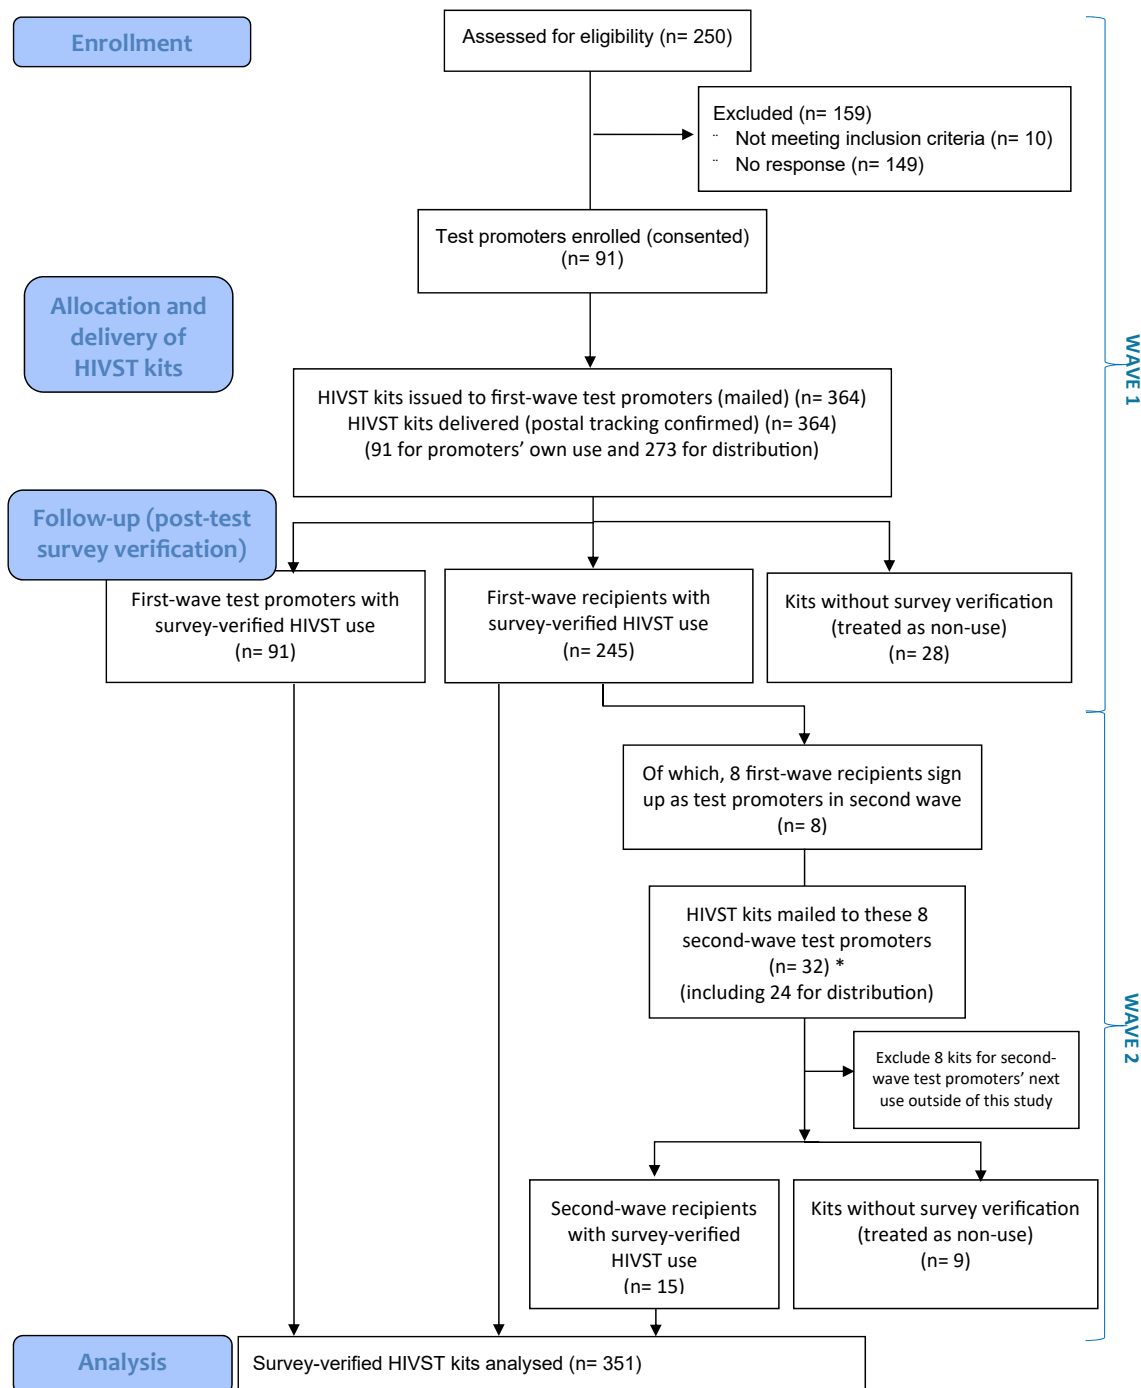 Enrollment
Assessed for eligibility (n= 250)
Excluded (n= 159)
¨ Not meeting inclusion criteria (n= 10)
¨ No response (n= 149)
Test promoters enrolled (consented)
(n= 91)
Allocation and
delivery of
HIVST kits
HIVST kits issued to first-wave test promoters (mailed) (n= 364)
HIVST kits delivered (postal tracking confirmed) (n= 364)
(91 for promoters’ own use and 273 for distribution)
WAVE 1
Follow-up (post-test
survey verification)
First-wave test promoters with
survey-verified HIVST use
(n= 91)
First-wave recipients with
survey-verified HIVST use
(n= 245)
Kits without survey verification
(treated as non-use)
(n= 28)
Of which, 8 first-wave recipients sign
up as test promoters in second wave
(n= 8)
HIVST kits mailed to these 8
second-wave test promoters
(n= 32) *
(including 24 for distribution)
WAVE 2
Exclude 8 kits for second-
wave test promoters’ next
use outside of this study
Second-wave recipients
with survey-verified
HIVST use
(n= 15)
Kits without survey verification
(treated as non-use)
(n= 9)
Analysis
Survey-verified HIVST kits analysed (n= 351)